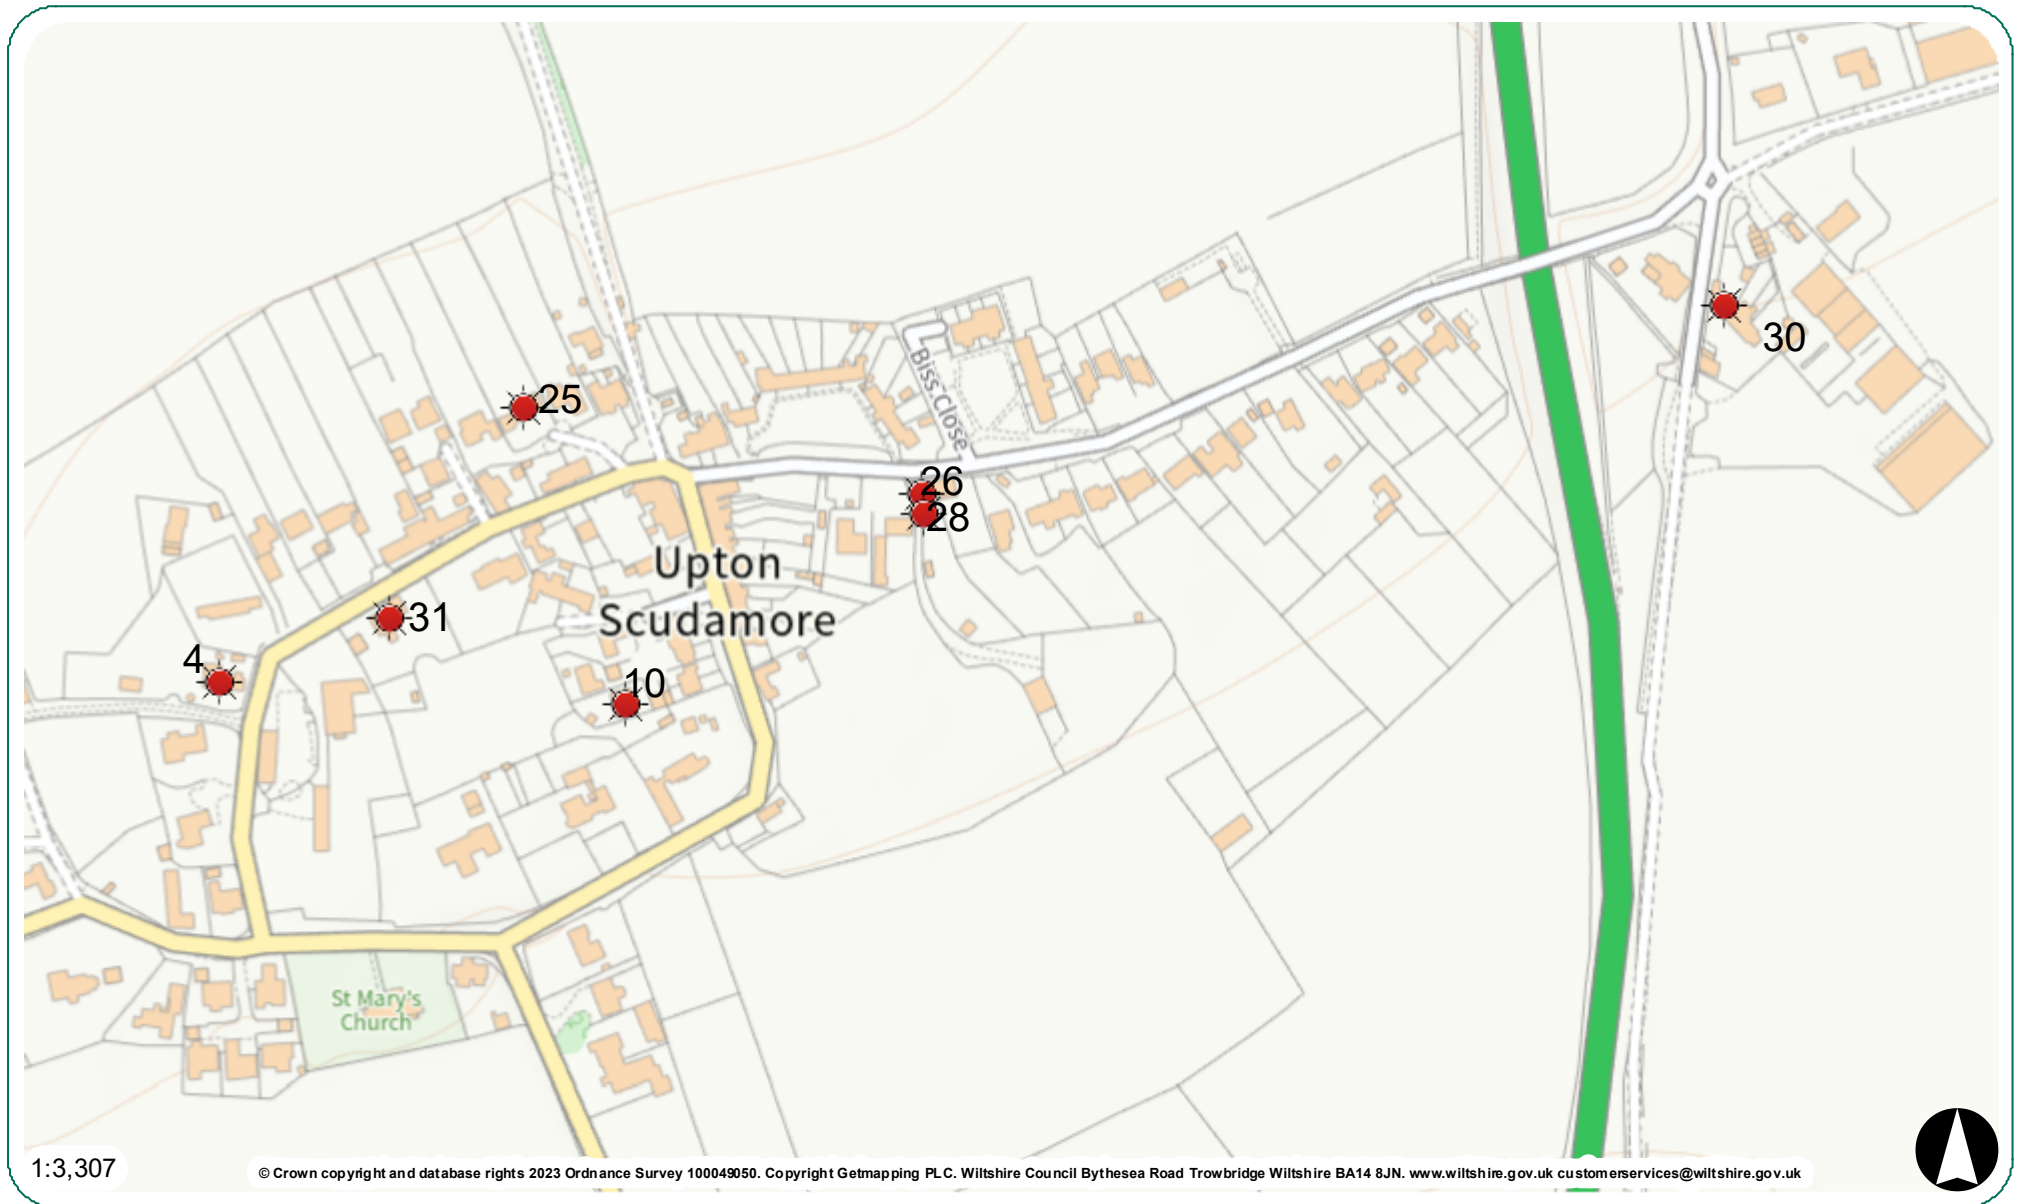 30
25
Biss Close
26
28
Upton
Scudamore
31
4
10
St Mary's
Church
1:3,307
© Crown copyright and database rights 2023 Ordnance Survey 100049050. Copyright Getmapping PLC. Wiltshire Council Bythesea Road Trowbridge Wiltshire BA14 8JN. www.wiltshire.gov.uk customerservices@wiltshire.gov.uk